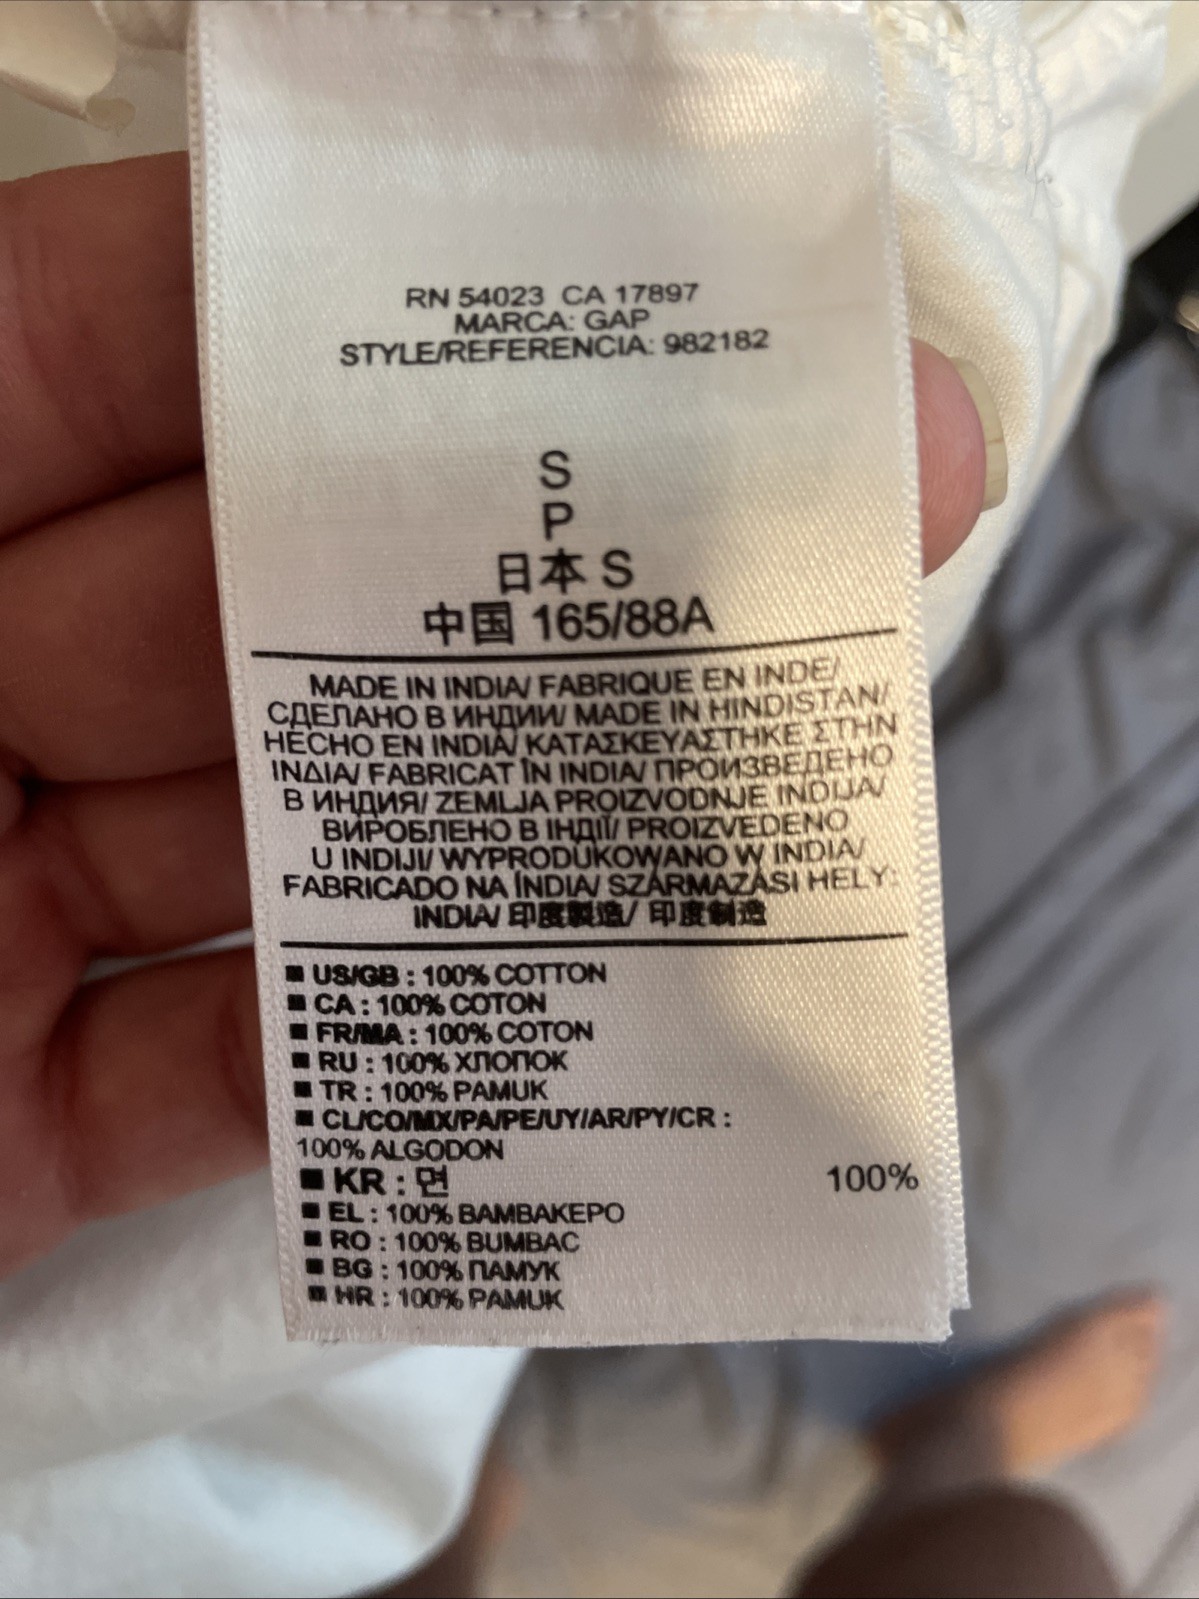 RN 54023 CA 17897
MARCA: GAP
STYLE/REFERENCIA: 982182
S
P
日本 S
中国 165/88A
MADE IN INDIA/ FABRIQUE EN INDE/
СДЕЛАНО В ИНДИИ/ MADE IN HINDISTAN/
HECHO EN INDIA/ ΚΑΤΑΣΚΕΥΑΣΤΗΚΕ ΣΤΗΝ
ΙΝΔΙΑ/ FABRICAT ÎN INDIA/ ПРОИЗВЕДЕНО
В ИНДИЯ/ ZEMLJA PROIZVODNJE INDIJA/
ВИРОБЛЕНО В ІНДІЇ/ PROIZVEDENO
U INDIJI/ WYPRODUKOWANO W INDIA/
FABRICADO NA ÍNDIA/ SZÁRMAZÁSI HELY:
INDIA/ 印度製造/ 印度制造
■ US/GB : 100% COTTON
■ CA : 100% COTON
■ FR/MA : 100% COTON
■ RU : 100% ХЛОПОК
■ TR : 100% PAMUK
■ CL/CO/MX/PA/PE/UY/AR/PY/CR :
100% ALGODON
■ KR : 면 100%
■ EL : 100% ΒΑΜΒΑΚΕΡΟ
■ RO : 100% BUMBAC
■ BG : 100% ПАМУК
■ HR : 100% PAMUK